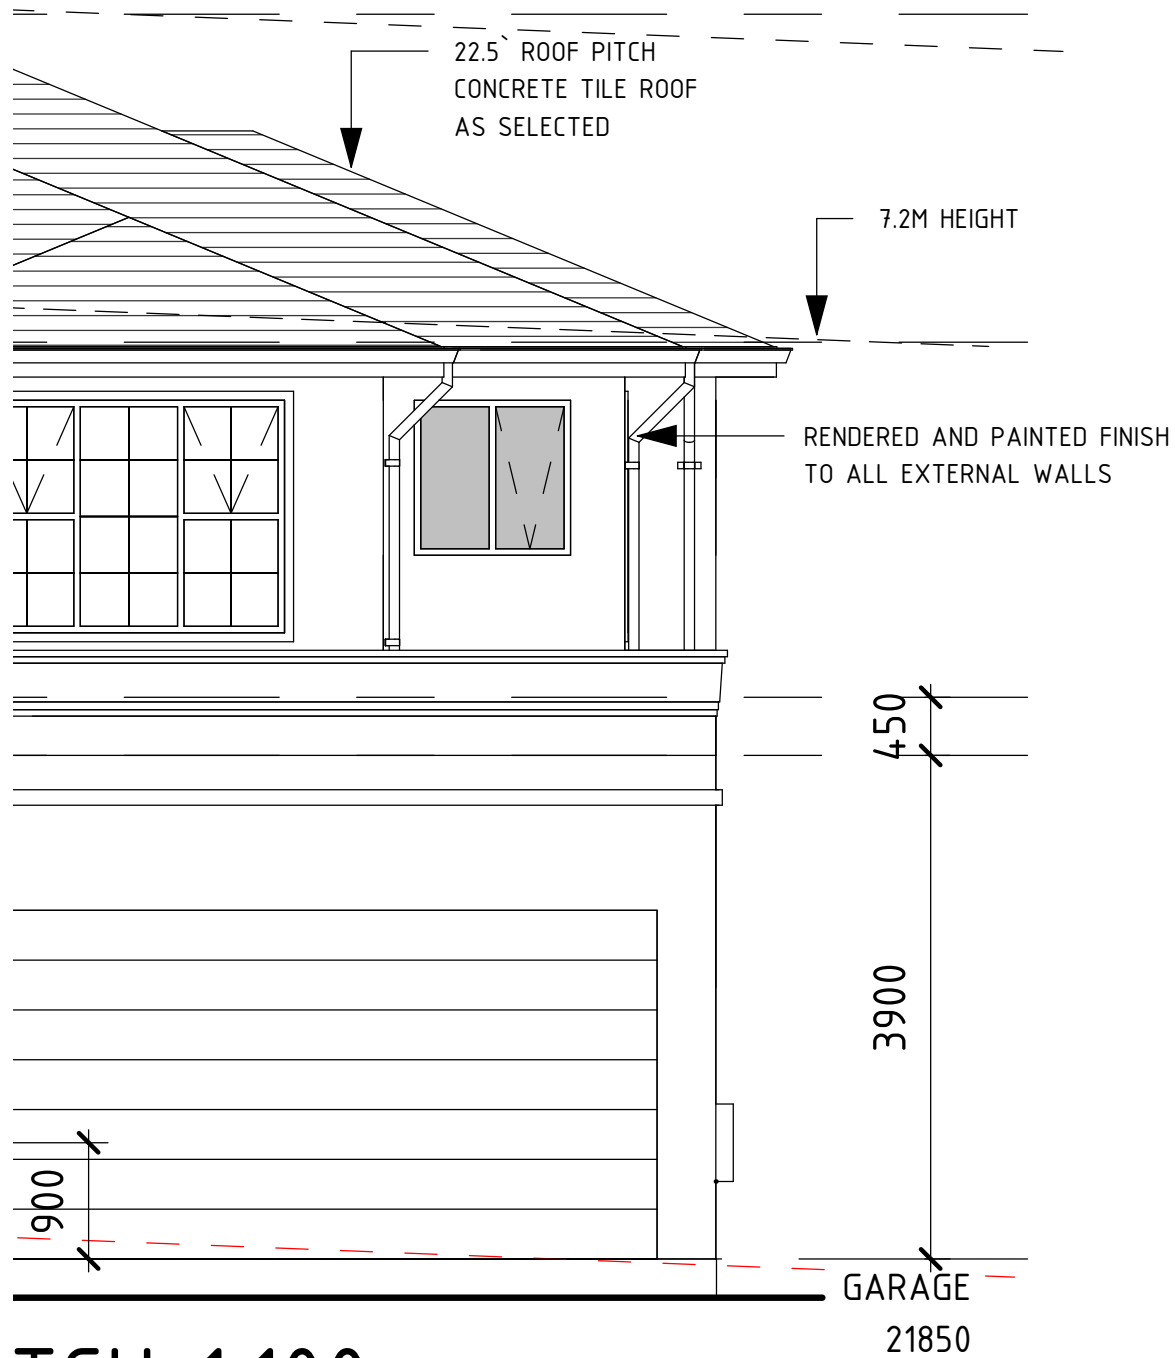 22.5` ROOF PITCH
CONCRETE TILE ROOF
AS SELECTED
7.2M HEIGHT
RENDERED AND PAINTED FINISH
TO ALL EXTERNAL WALLS
450
3900
900
GARAGE
21850